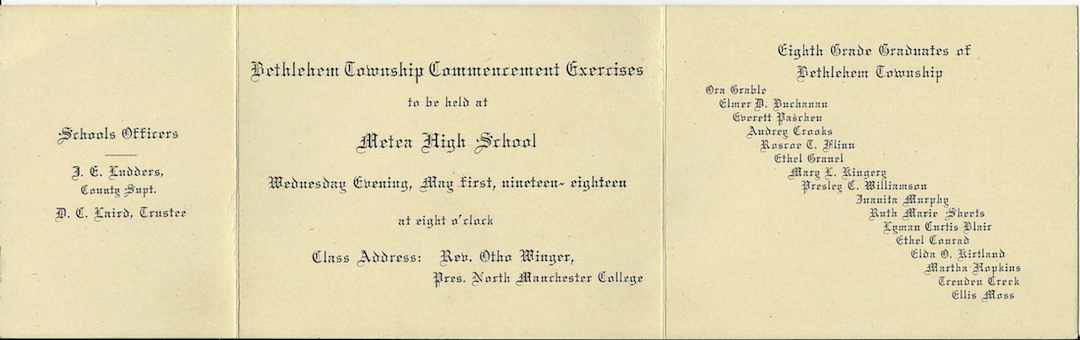 Schools Officers
J. E. Ludders,
County Supt.
D. C. Laird, Trustee
Bethlehem Township Commencement Exercises
to be held at
Metea High School
Wednesday Evening, May first, nineteen-eighteen
at eight o'clock
Class Address: Rev. Otho Winger,
Pres. North Manchester College
Eighth Grade Graduates of
Bethlehem Township
Ora Grable
Elmer D. Buchanan
Everett Paschen
Audrey Crooks
Roscoe T. Flinn
Ethel Granel
Mary L. Kingery
Presley C. Williamson
Juanita Murphy
Ruth Marie Sheets
Lyman Curtis Blair
Ethel Conrad
Elda O. Kirtland
Martha Hopkins
Trenden Creek
Ellis Moss